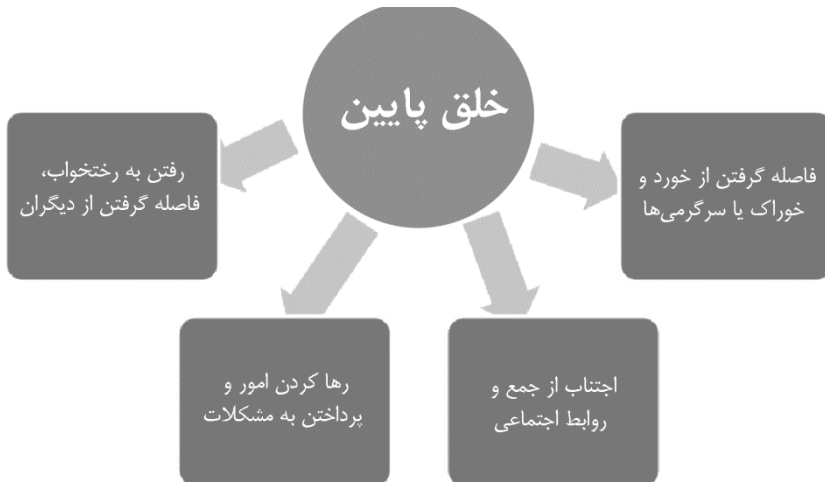 خلق پایین
فاصله گرفتن از خورد و
خوراک یا سرگرمی‌ها
رفتن به رختخواب،
فاصله گرفتن از دیگران
اجتناب از جمع و
روابط اجتماعی
رها کردن امور و
پرداختن به مشکلات